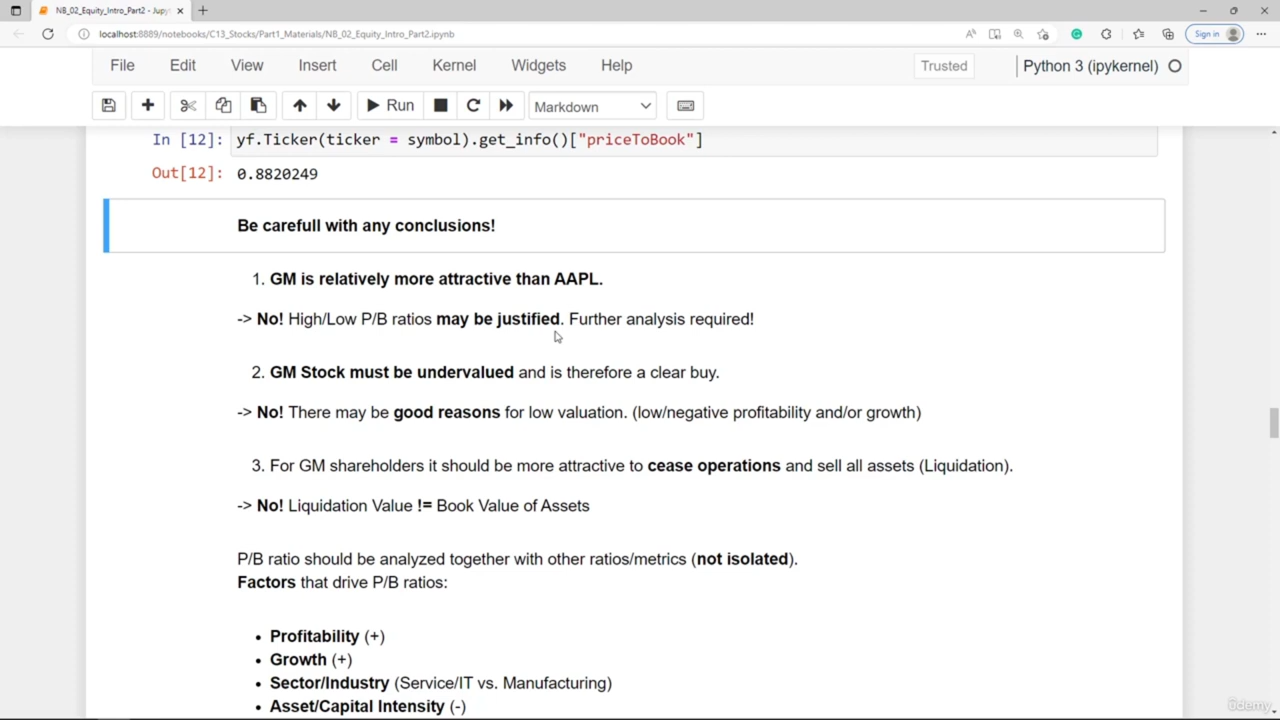 NB_02_Equity_Intro_Part2 - Jupy
localhost:8889/notebooks/C13_Stocks/Part1_Materials/NB_02_Equity_Intro_Part2.ipynb
Sign in
File Edit View Insert Cell Kernel Widgets Help Trusted Python 3 (ipykernel)
Run Markdown
In [12]: yf.Ticker(ticker = symbol).get_info()["priceToBook"]
Out[12]: 0.8820249
Be carefull with any conclusions!
1. GM is relatively more attractive than AAPL.
-> No! High/Low P/B ratios may be justified. Further analysis required!
2. GM Stock must be undervalued and is therefore a clear buy.
-> No! There may be good reasons for low valuation. (low/negative profitability and/or growth)
3. For GM shareholders it should be more attractive to cease operations and sell all assets (Liquidation).
-> No! Liquidation Value != Book Value of Assets
P/B ratio should be analyzed together with other ratios/metrics (not isolated).
Factors that drive P/B ratios:
• Profitability (+)
• Growth (+)
• Sector/Industry (Service/IT vs. Manufacturing)
• Asset/Capital Intensity (-)
ûdemy